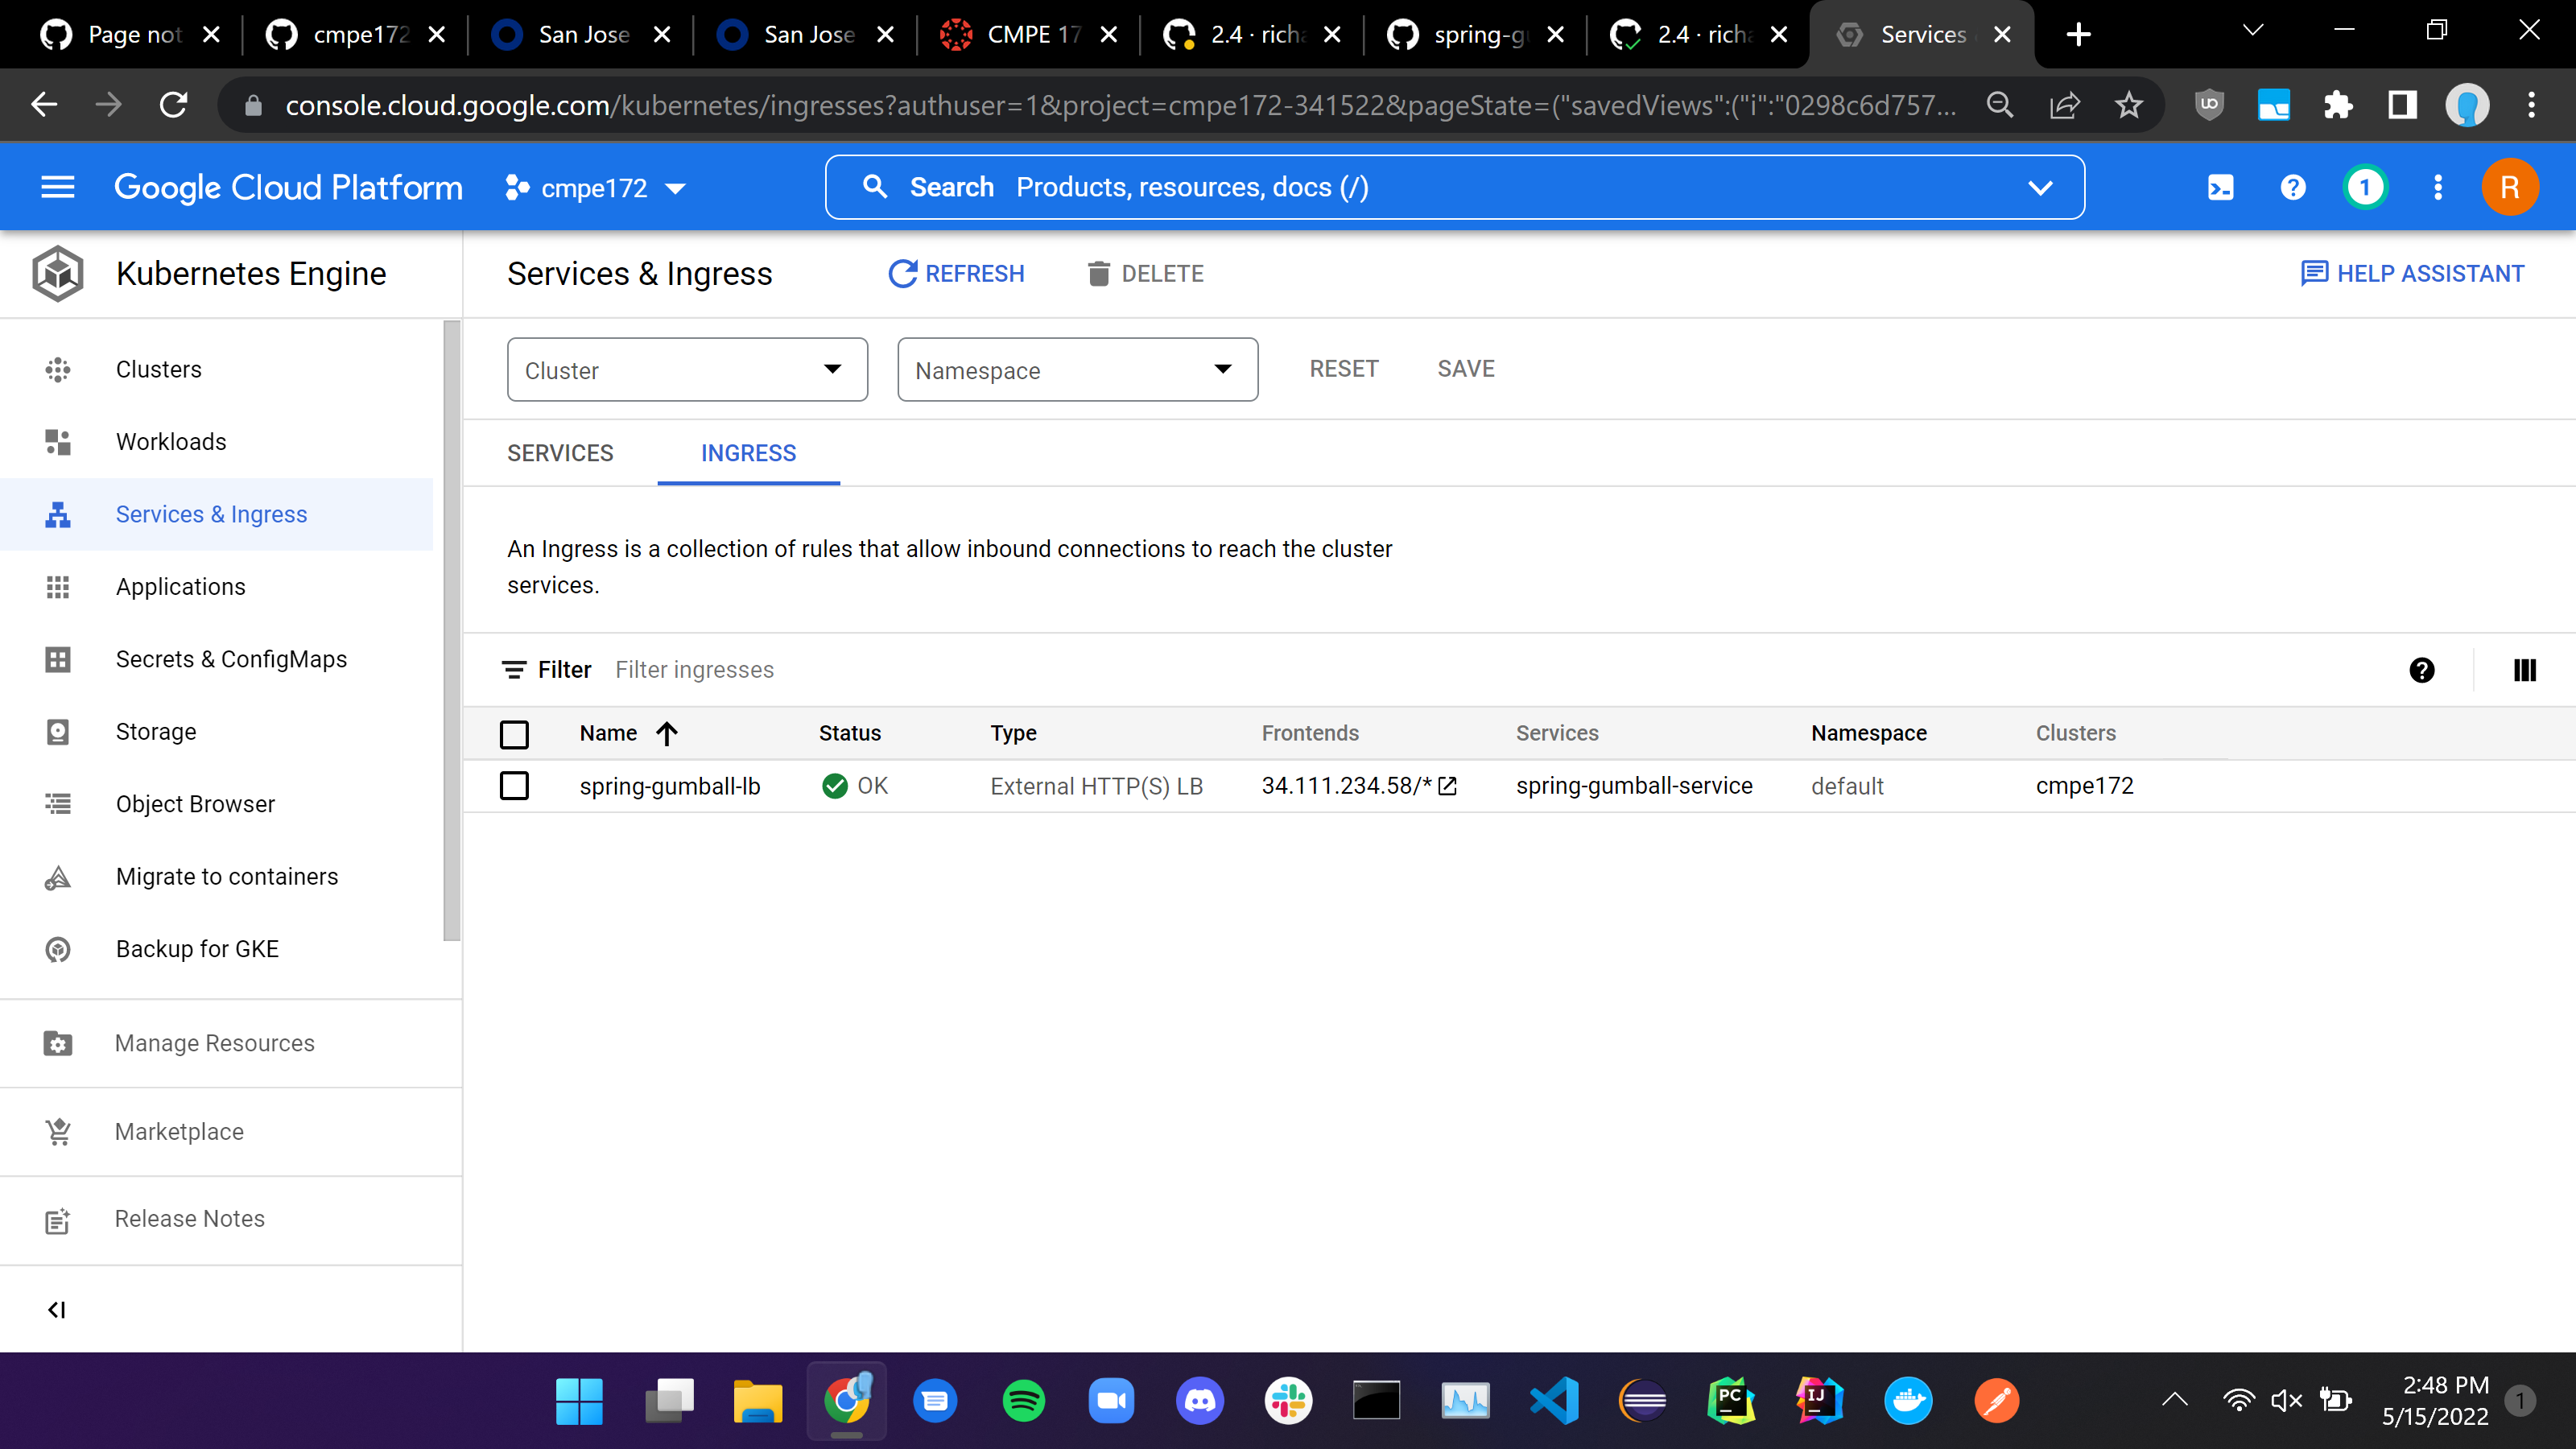 Page not
cmpe172
San Jose
San Jose
CMPE 17
2.4 · richa
spring-gu
2.4 · richa
Services
console.cloud.google.com/kubernetes/ingresses?authuser=1&project=cmpe172-341522&pageState=("savedViews":("i":"0298c6d757...
Google Cloud Platform
cmpe172
Search Products, resources, docs (/)
1
R
Kubernetes Engine
Services & Ingress
REFRESH
DELETE
HELP ASSISTANT
Clusters
Workloads
Services & Ingress
Applications
Secrets & ConfigMaps
Storage
Object Browser
Migrate to containers
Backup for GKE
Manage Resources
Marketplace
Release Notes
Cluster
Namespace
RESET
SAVE
SERVICES
INGRESS
An Ingress is a collection of rules that allow inbound connections to reach the cluster
services.
Filter Filter ingresses
Name Status Type Frontends Services Namespace Clusters
spring-gumball-lb OK External HTTP(S) LB 34.111.234.58/* spring-gumball-service default cmpe172
PC
IJ
2:48 PM
5/15/2022
1